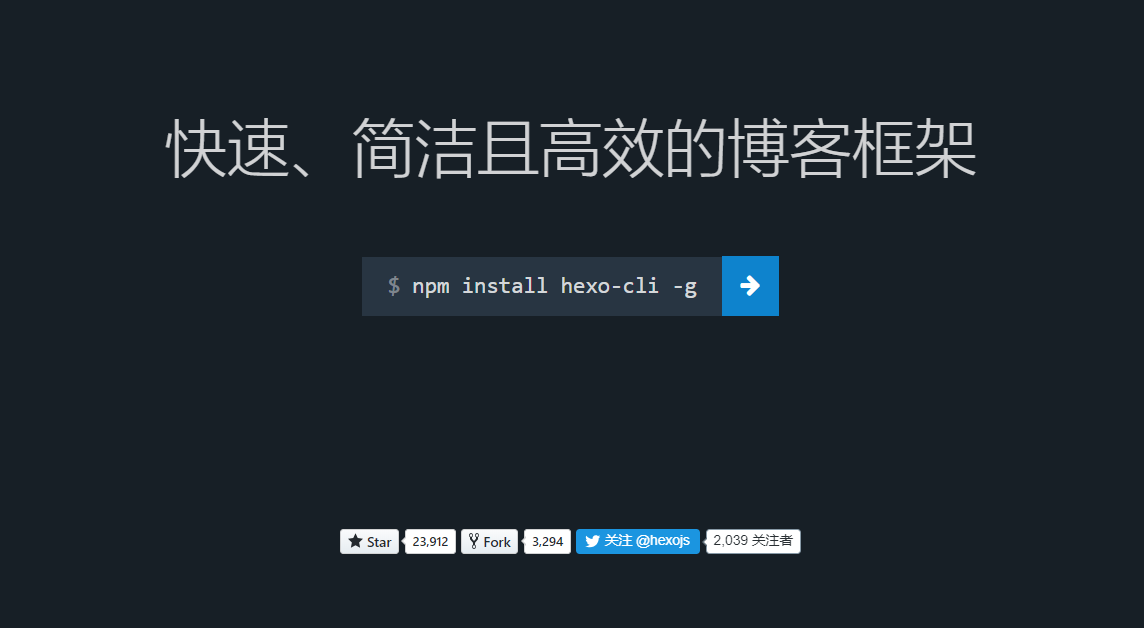 快速、简洁且高效的博客框架
$ npm install hexo-cli -g
Star 23,912 Fork 3,294 关注 @hexojs 2,039 关注者